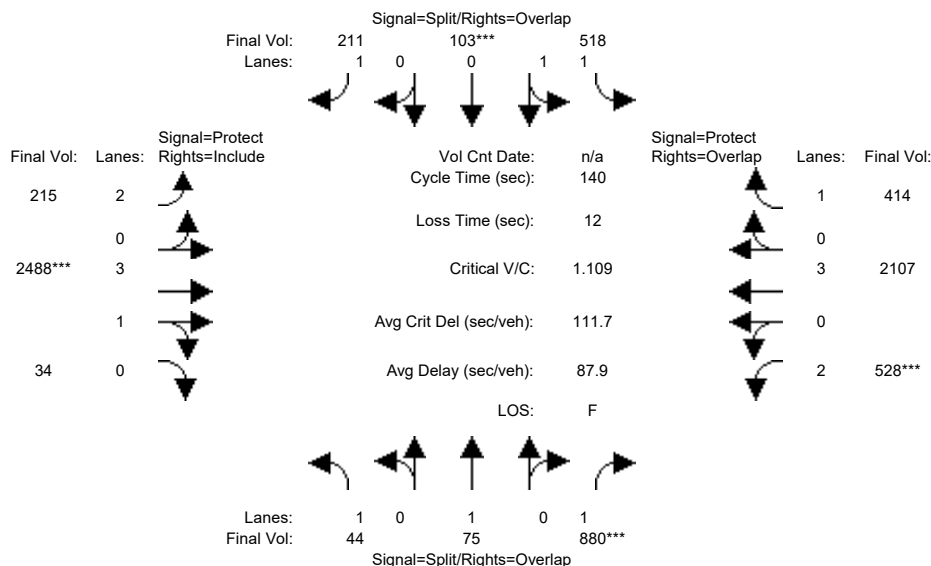 Signal=Split/Rights=Overlap
Final Vol: 211 103*** 518
Lanes: 1 0 0 1 1
Signal=Protect Signal=Protect
Final Vol: Lanes: Rights=Include Vol Cnt Date: n/a Rights=Overlap Lanes: Final Vol:
Cycle Time (sec): 140
215 2 1 414
Loss Time (sec): 12
0 0
2488*** 3 Critical V/C: 1.109 3 2107
1 Avg Crit Del (sec/veh): 111.7 0
34 0 Avg Delay (sec/veh): 87.9 2 528***
LOS: F
Lanes: 1 0 1 0 1
Final Vol: 44 75 880***
Signal=Split/Rights=Overlap